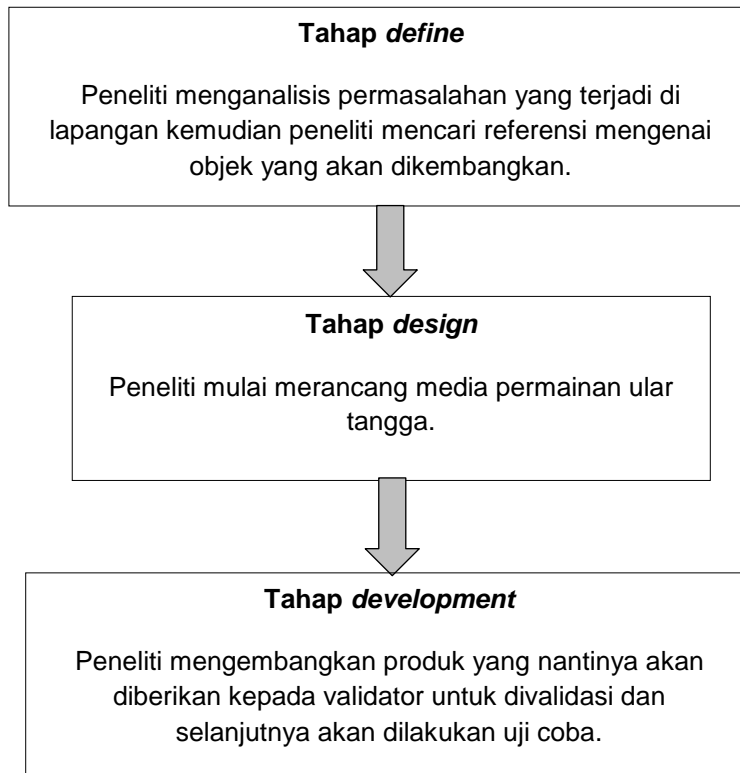 Tahap define
Peneliti menganalisis permasalahan yang terjadi di
lapangan kemudian peneliti mencari referensi mengenai
objek yang akan dikembangkan.
Tahap design
Peneliti mulai merancang media permainan ular
tangga.
Tahap development
Peneliti mengembangkan produk yang nantinya akan
diberikan kepada validator untuk divalidasi dan
selanjutnya akan dilakukan uji coba.